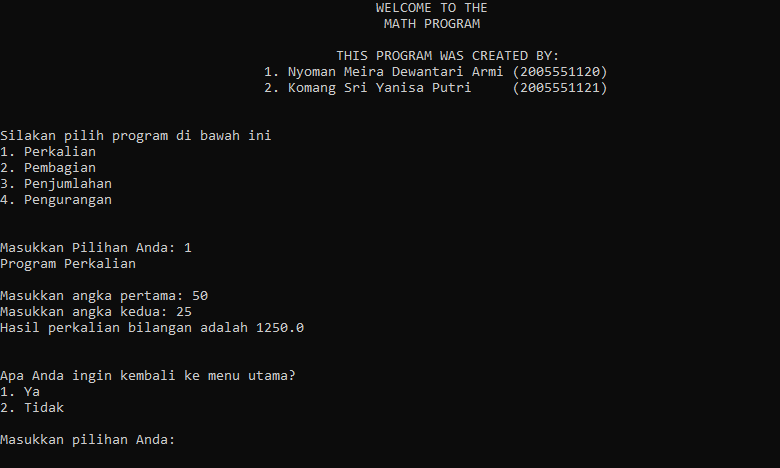 WELCOME TO THE
MATH PROGRAM
THIS PROGRAM WAS CREATED BY:
1. Nyoman Meira Dewantari Armi (2005551120)
2. Komang Sri Yanisa Putri (2005551121)
Silakan pilih program di bawah ini
1. Perkalian
2. Pembagian
3. Penjumlahan
4. Pengurangan
Masukkan Pilihan Anda: 1
Program Perkalian
Masukkan angka pertama: 50
Masukkan angka kedua: 25
Hasil perkalian bilangan adalah 1250.0
Apa Anda ingin kembali ke menu utama?
1. Ya
2. Tidak
Masukkan pilihan Anda: